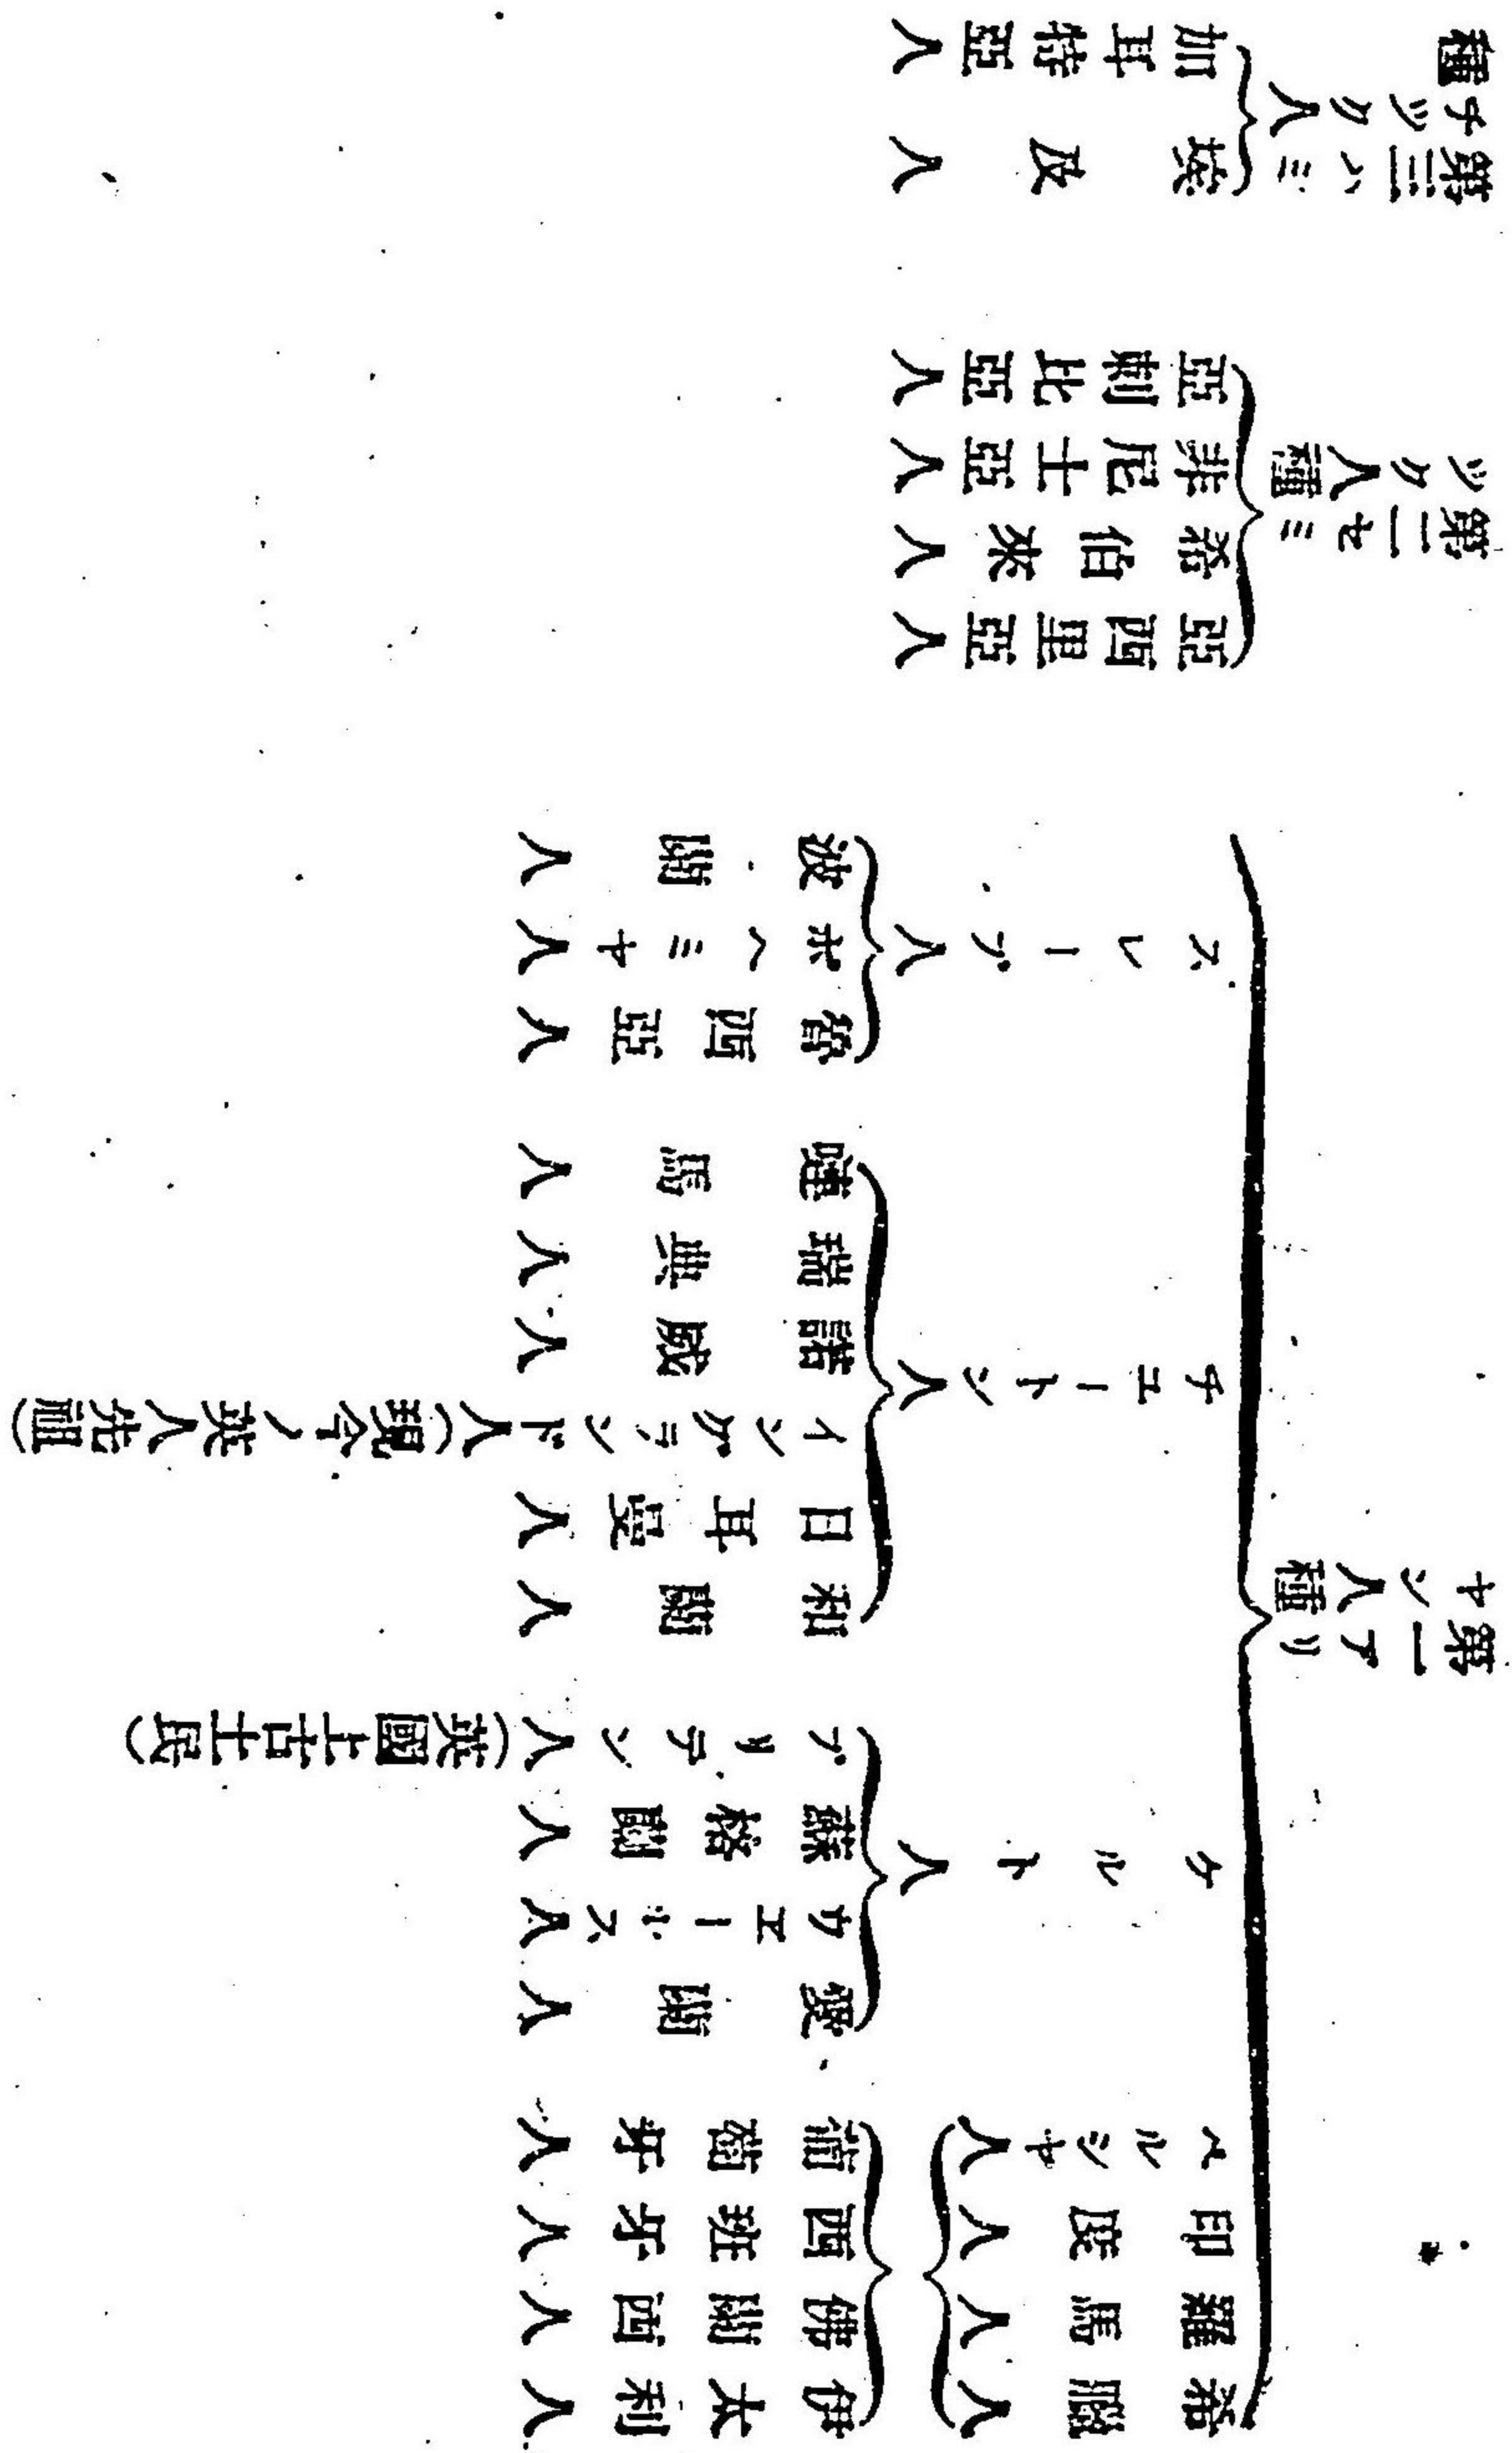 第一アリ
ヤン人種
希臘人
羅馬人
印度人
ペルシヤ人
伊太利人
佛蘭西人
西班牙人
葡萄牙人
ケルト人
愛蘭人
ウエールス人
蘇格蘭人
ブリテン人(英國上古土民)
チユートン人
和蘭人
日耳曼人
イングランド人(現今ノ英人先祖)
諾威人
瑞典人
嗹馬人
スレーブ人
魯西亞人
ボヘミヤ人
波蘭人
第二セミ
ツク人種
亞西里亞人
希伯來人
非尼士亞人
亞剌比亞人
第三ハミ
チツク人
種
埃及人
加耳特亞人